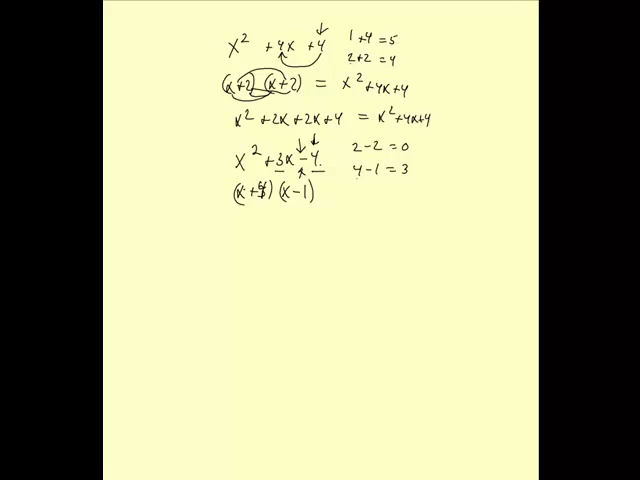 x² + 4x + 4
1 + 4 = 5
2 + 2 = 4
(x + 2) (x + 2) = x² + 4x + 4
x² + 2x + 2x + 4 = x² + 4x + 4
x² + 3x - 4
2 - 2 = 0
4 - 1 = 3
(x + ) (x - 1)